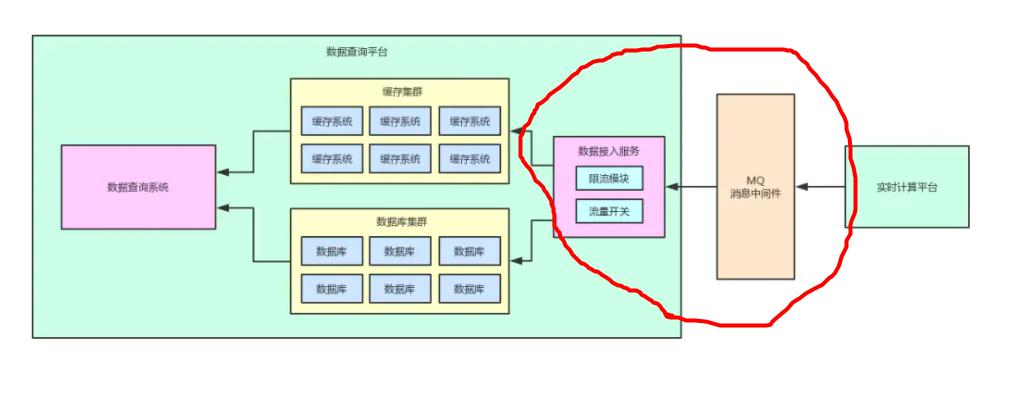 数据查询平台
缓存集群
缓存系统 缓存系统 缓存系统
缓存系统 缓存系统 缓存系统
数据查询系统
数据库集群
数据库 数据库 数据库
数据库 数据库 数据库
数据接入服务
限流模块
流量开关
MQ
消息中间件
实时计算平台